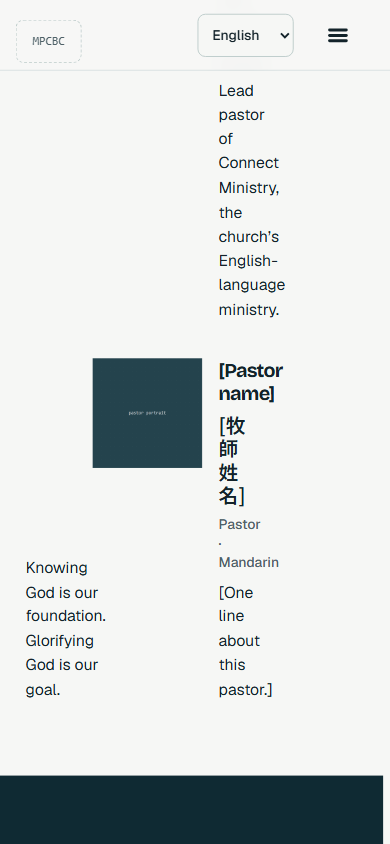 MPCBC
English
Lead
pastor
of
Connect
Ministry,
the
church's
English-
language
ministry.
pastor portrait
[Pastor
name]
[牧
師
姓
名]
Pastor
·
Mandarin
[One
line
about
this
pastor.]
Knowing
God is our
foundation.
Glorifying
God is our
goal.